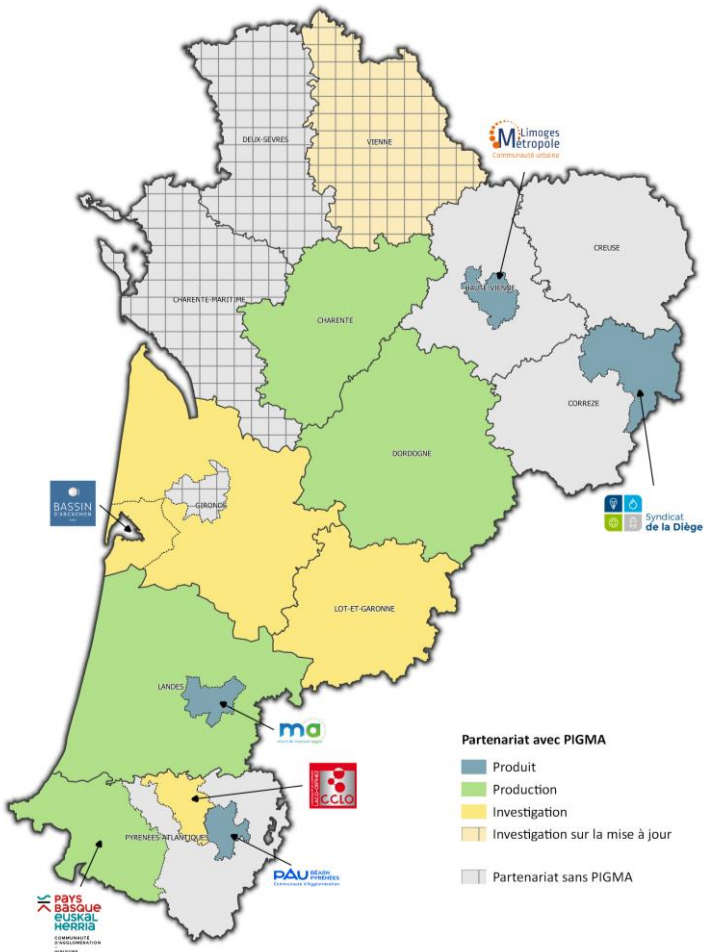 Limoges
Métropole
Communauté urbaine
DEUX-SEVRES
VIENNE
CREUSE
HAUTE-VIENNE
CHARENTE-MARITIME
CHARENTE
CORREZE
DORDOGNE
BASSIN
D'ARCACHON
GIRONDE
Syndicat
de la Diège
LOT-ET-GARONNE
LANDES
ma
Partenariat avec PIGMA
Produit
Production
Investigation
Investigation sur la mise à jour
Partenariat sans PIGMA
CCLO
PYRENEES-ATLANTIQUES
PAU BÉARN
PYRÉNÉES
Communauté d'Agglomération
PAYS
BASQUE
EUSKAL
HERRIA
COMMUNAUTÉ
D'AGGLOMÉRATION